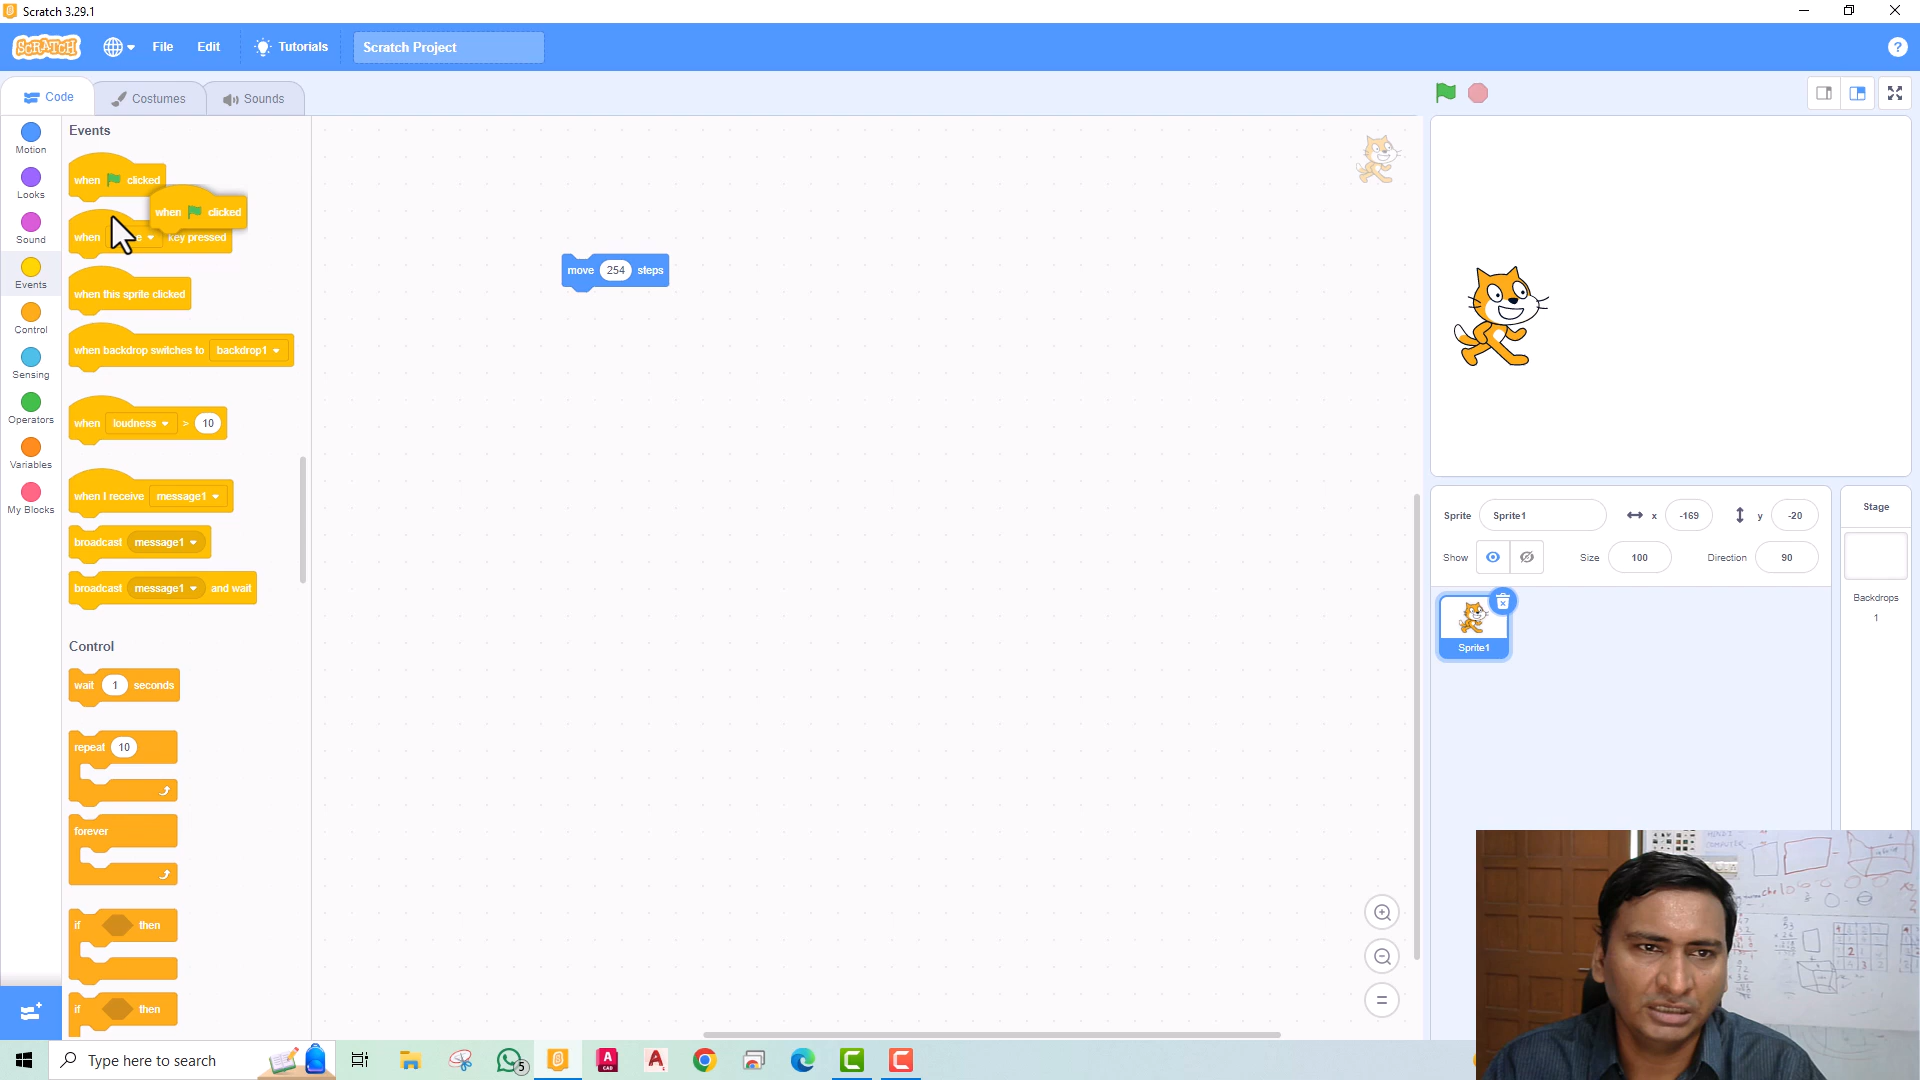 Scratch 3.29.1
SCRATCH File Edit Tutorials Scratch Project ?
Code Costumes Sounds
Motion
Looks
Sound
Events
Control
Sensing
Operators
Variables
My Blocks
Events
when clicked
when clicked
when key pressed
when this sprite clicked
when backdrop switches to backdrop1
when loudness > 10
when I receive message1
broadcast message1
broadcast message1 and wait
Control
wait 1 seconds
repeat 10
forever
if then
if then
move 254 steps
Sprite Sprite1 x -169 y -20
Show Size 100 Direction 90
Sprite1
Stage
Backdrops
1
Type here to search
5